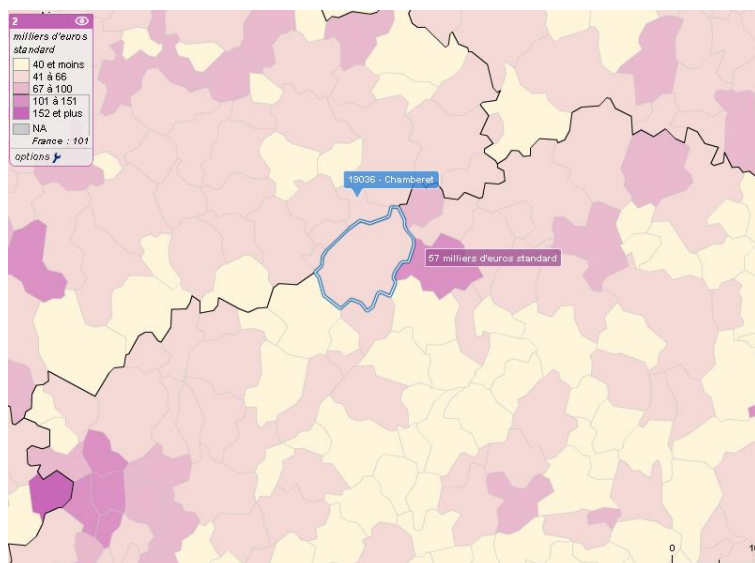 2
milliers d'euros
standard
40 et moins
41 à 66
67 à 100
101 à 151
152 et plus
NA
France : 101
options
19036 - Chamberet
57 milliers d'euros standard
0